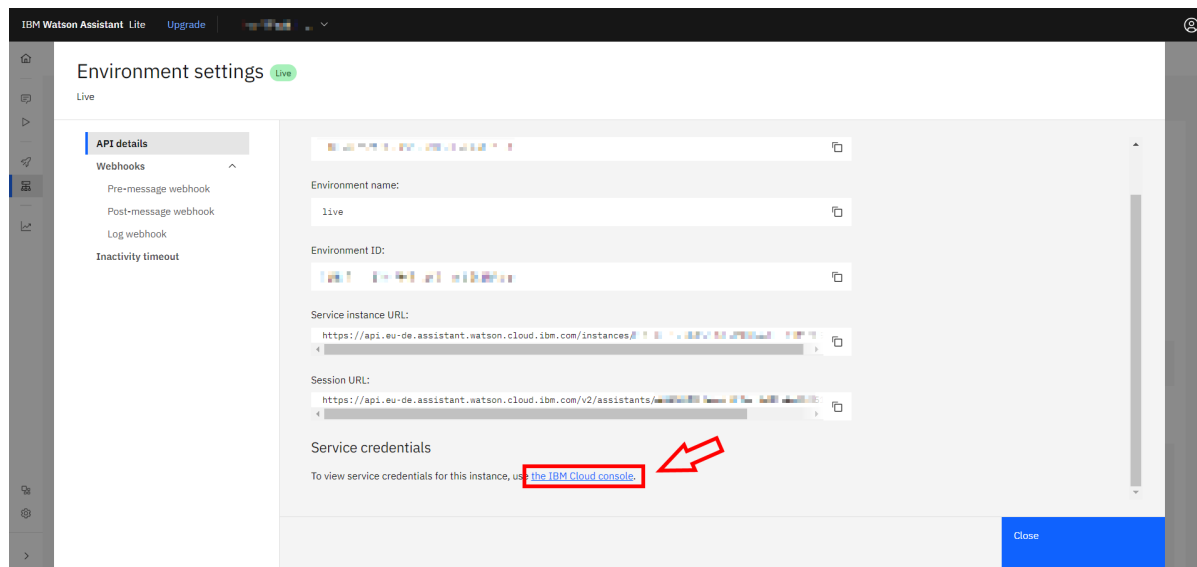 IBM Watson Assistant Lite Upgrade
Environment settings Live
Live
API details
Webhooks
Pre-message webhook
Post-message webhook
Log webhook
Inactivity timeout
Environment name:
live
Environment ID:
Service instance URL:
https://api.eu-de.assistant.watson.cloud.ibm.com/instances/
Session URL:
https://api.eu-de.assistant.watson.cloud.ibm.com/v2/assistants/
Service credentials
To view service credentials for this instance, use the IBM Cloud console.
Close